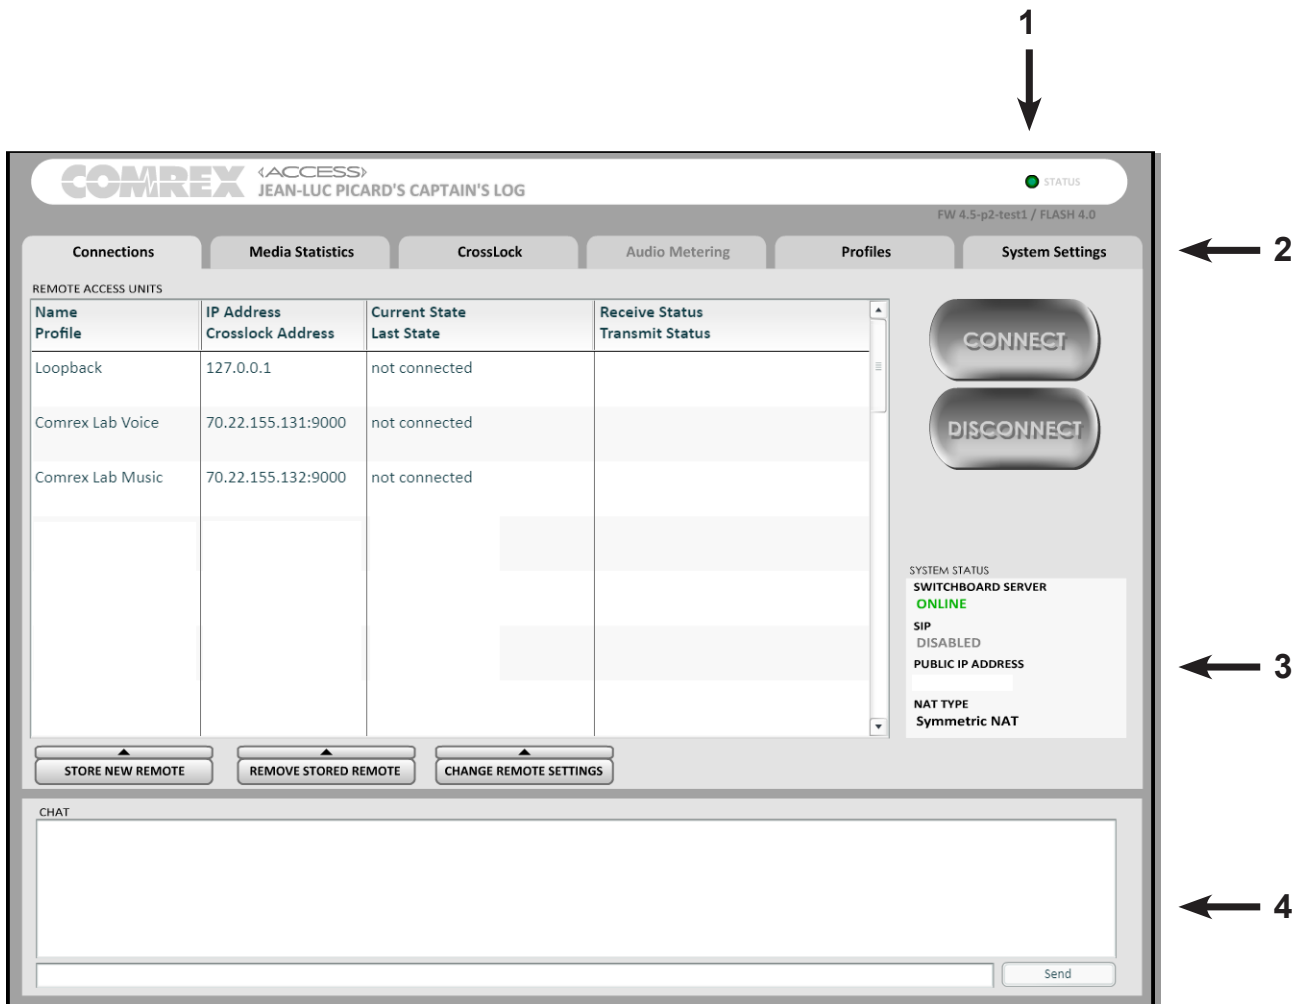 1
COMREX ‹ACCESS›
JEAN-LUC PICARD'S CAPTAIN'S LOG
STATUS
FW 4.5-p2-test1 / FLASH 4.0
Connections Media Statistics CrossLock Audio Metering Profiles System Settings
2
REMOTE ACCESS UNITS
Name IP Address Current State Receive Status
Profile Crosslock Address Last State Transmit Status
Loopback 127.0.0.1 not connected
Comrex Lab Voice 70.22.155.131:9000 not connected
Comrex Lab Music 70.22.155.132:9000 not connected
CONNECT
DISCONNECT
SYSTEM STATUS
SWITCHBOARD SERVER
ONLINE
SIP
DISABLED
PUBLIC IP ADDRESS
NAT TYPE
Symmetric NAT
3
STORE NEW REMOTE REMOVE STORED REMOTE CHANGE REMOTE SETTINGS
CHAT
4
Send